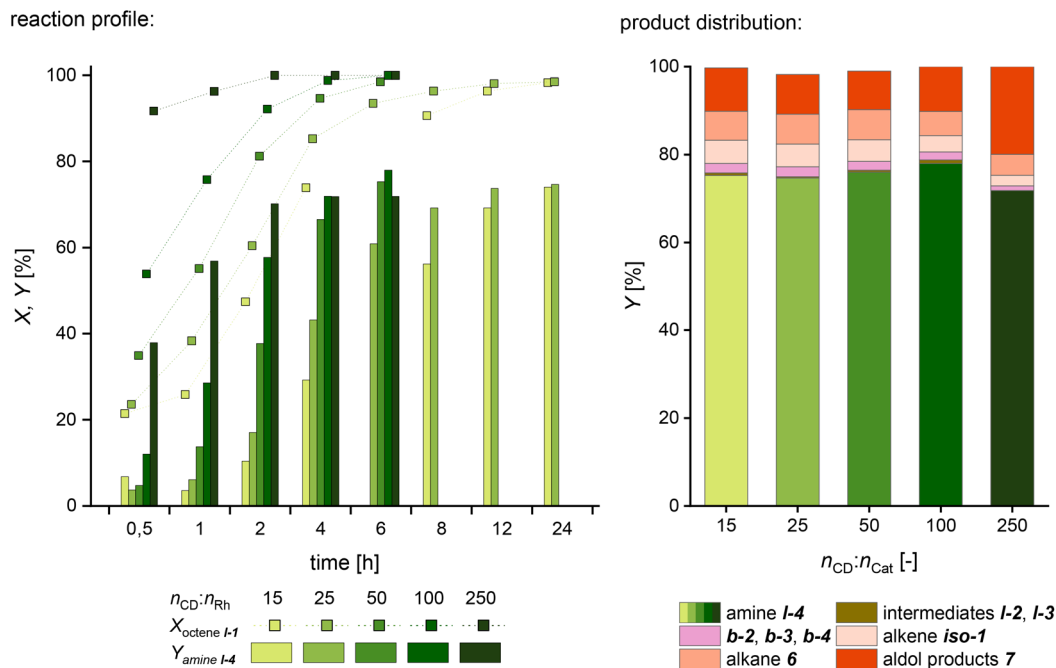 reaction profile:
product distribution:
X, Y [%]
100
80
60
40
20
0
0,5 1 2 4 6 8 12 24
time [h]
nCD:nRh 15 25 50 100 250
Xoctene l-1
Yamine l-4
Y [%]
100
80
60
40
20
0
15 25 50 100 250
nCD:nCat [-]
amine l-4
intermediates l-2, l-3
b-2, b-3, b-4
alkene iso-1
alkane 6
aldol products 7